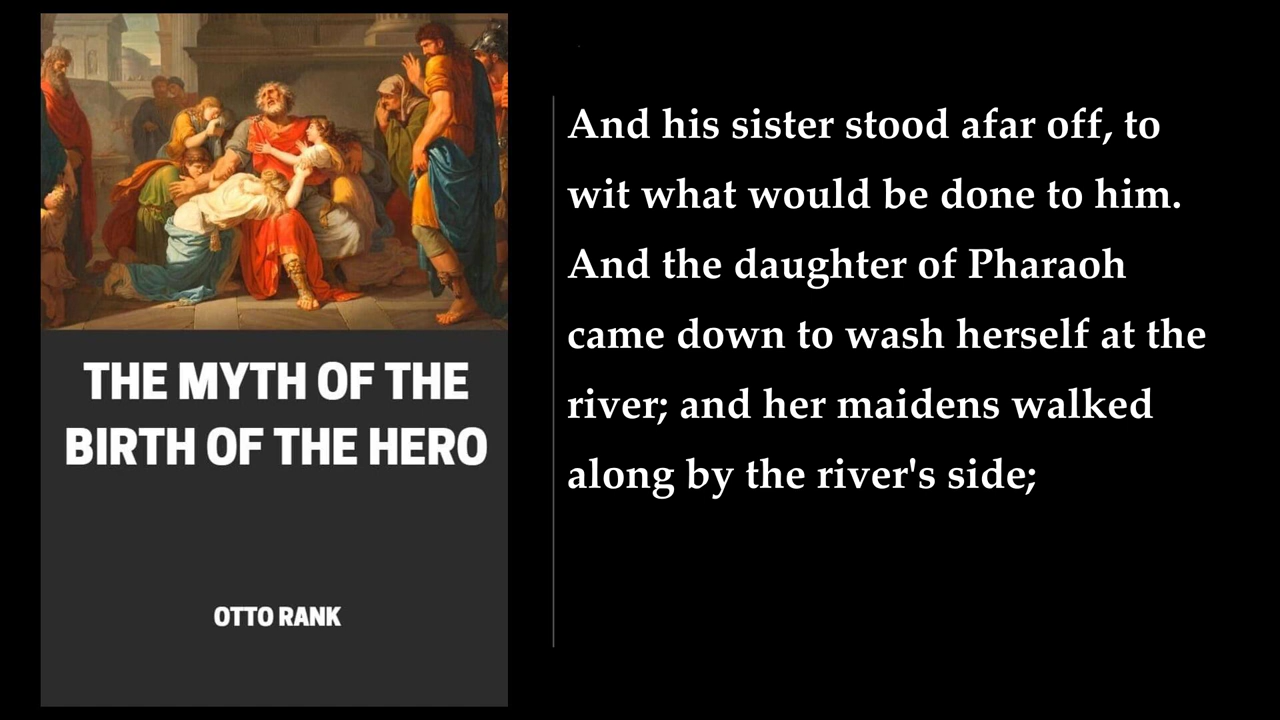 THE MYTH OF THE
BIRTH OF THE HERO
OTTO RANK
And his sister stood afar off, to
wit what would be done to him.
And the daughter of Pharaoh
came down to wash herself at the
river; and her maidens walked
along by the river's side;